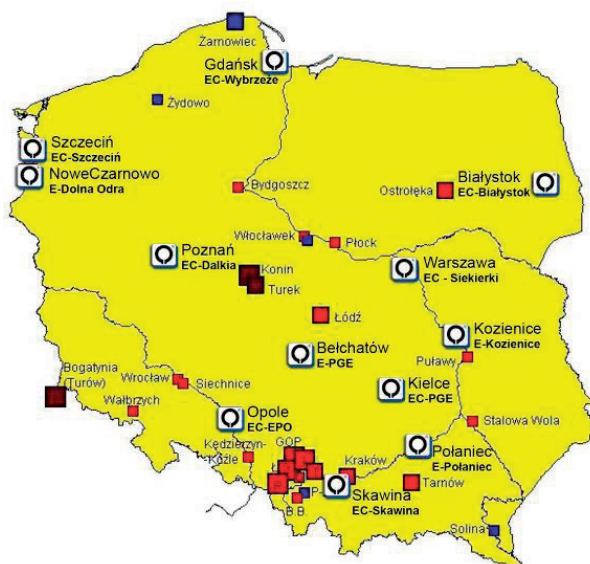 Żarnowiec
Gdańsk
EC-Wybrzeże
Żydowo
Szczeciń
EC-Szczeciń
NoweCzarnowo
E-Dolna Odra
Białystok
EC-Białystok
Ostrołęka
Bydgoszcz
Włocławek
Płock
Poznań
EC-Dalkia
Konin
Turek
Warszawa
EC - Siekierki
Łódź
Kozienice
E-Kozienice
Bełchatów
E-PGE
Puławy
Bogatynia
(Turów)
Wrocław
Siechnice
Kielce
EC-PGE
Wałbrzych
Opole
EC-EPO
Stalowa Wola
Kędzierzyn-
Koźle
GOP
Kraków
Połaniec
E-Połaniec
Tarnów
Skawina
EC-Skawina
B.B.
Solina